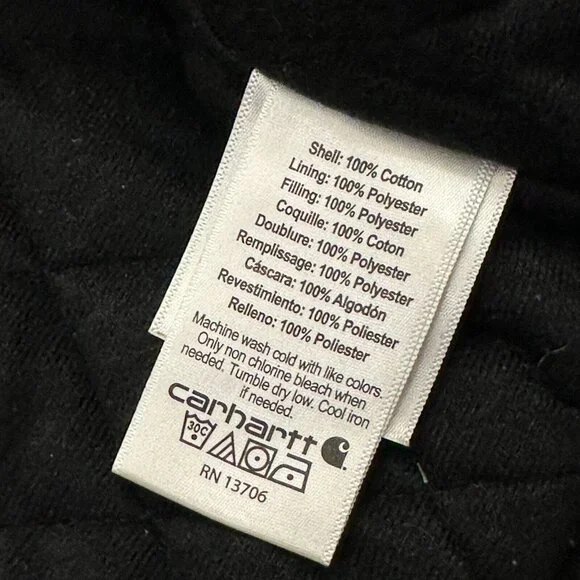 Shell: 100% Cotton
Lining: 100% Polyester
Filling: 100% Polyester
Coquille: 100% Coton
Doublure: 100% Polyester
Remplissage: 100% Polyester
Cáscara: 100% Algodón
Revestimiento: 100% Poliester
Relleno: 100% Poliester
Machine wash cold with like colors.
Only non chlorine bleach when
needed. Tumble dry low. Cool iron
if needed.
carhartt
30C
RN 13706